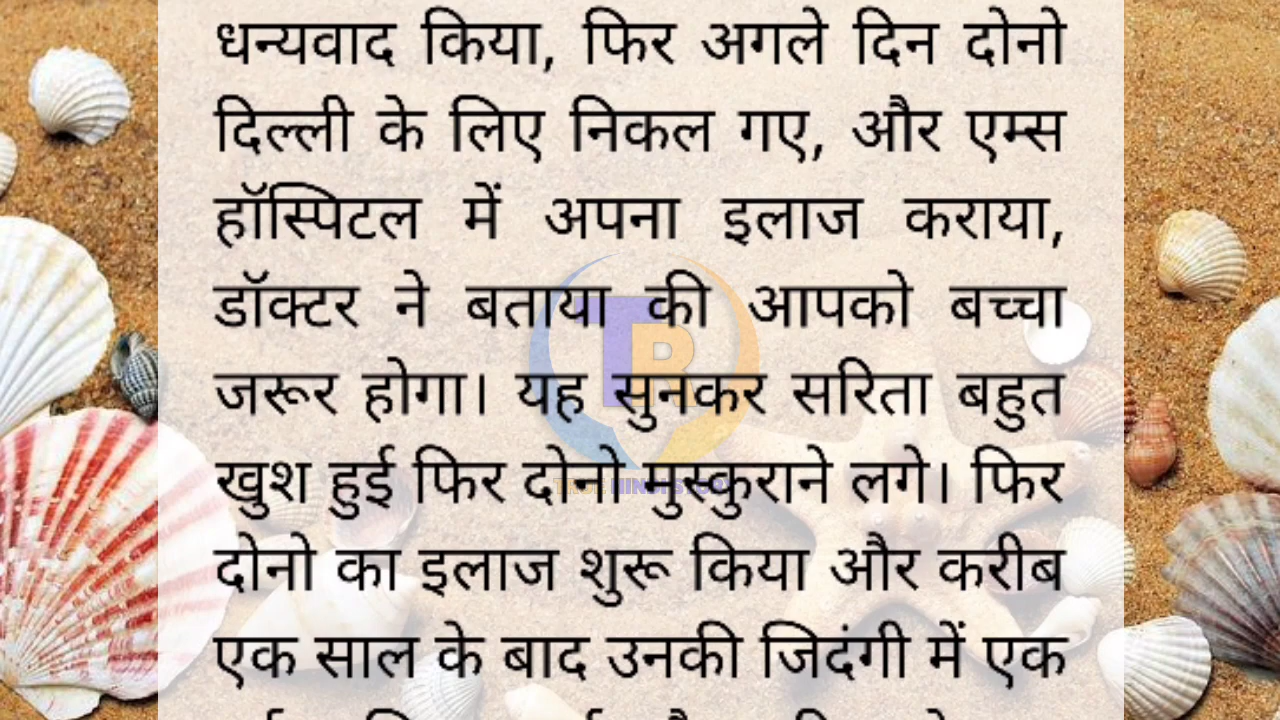 धन्यवाद किया, फिर अगले दिन दोनो
दिल्ली के लिए निकल गए, और एम्स
हॉस्पिटल में अपना इलाज कराया,
डॉक्टर ने बताया की आपको बच्चा
जरूर होगा। यह सुनकर सरिता बहुत
खुश हुई फिर दोनो मुस्कुराने लगे। फिर
दोनो का इलाज शुरू किया और करीब
एक साल के बाद उनकी जिदंगी में एक